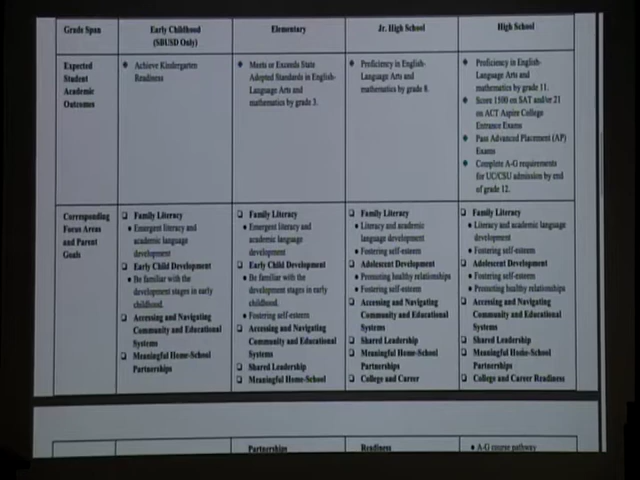 Grade Span
Early Childhood
(SBUSD Only)
Elementary
Jr. High School
High School
Expected
Student
Academic
Outcomes
Achieve Kindergarten
Readiness
Meets or Exceeds State
Adopted Standards in English-
Language Arts and
mathematics by grade 3.
Proficiency in English-
Language Arts and
mathematics by grade 8.
Proficiency in English-
Language Arts and
mathematics by grade 11.
Score 1500 on SAT and/or 21
on ACT Aspire College
Entrance Exams
Pass Advanced Placement (AP)
Exams
Complete A-G requirements
for UC/CSU admission by end
of grade 12.
Corresponding
Focus Areas
and Parent
Goals
Family Literacy
Emergent literacy and
academic language
development
Early Child Development
Be familiar with the
development stages in early
childhood.
Accessing and Navigating
Community and Educational
Systems
Meaningful Home-School
Partnerships
Family Literacy
Emergent literacy and
academic language
development
Early Child Development
Be familiar with the
development stages in early
childhood.
Fostering self-esteem
Accessing and Navigating
Community and Educational
Systems
Shared Leadership
Meaningful Home-School
Partnerships
Family Literacy
Literacy and academic
language development
Fostering self-esteem
Adolescent Development
Promoting healthy relationships
Fostering self-esteem
Accessing and Navigating
Community and Educational
Systems
Shared Leadership
Meaningful Home-School
Partnerships
College and Career
Readiness
Family Literacy
Literacy and academic language
development
Fostering self-esteem
Adolescent Development
Fostering self-esteem
Promoting healthy relationships
Accessing and Navigating
Community and Educational
Systems
Shared Leadership
Meaningful Home-School
Partnerships
College and Career Readiness
A-G course pathway